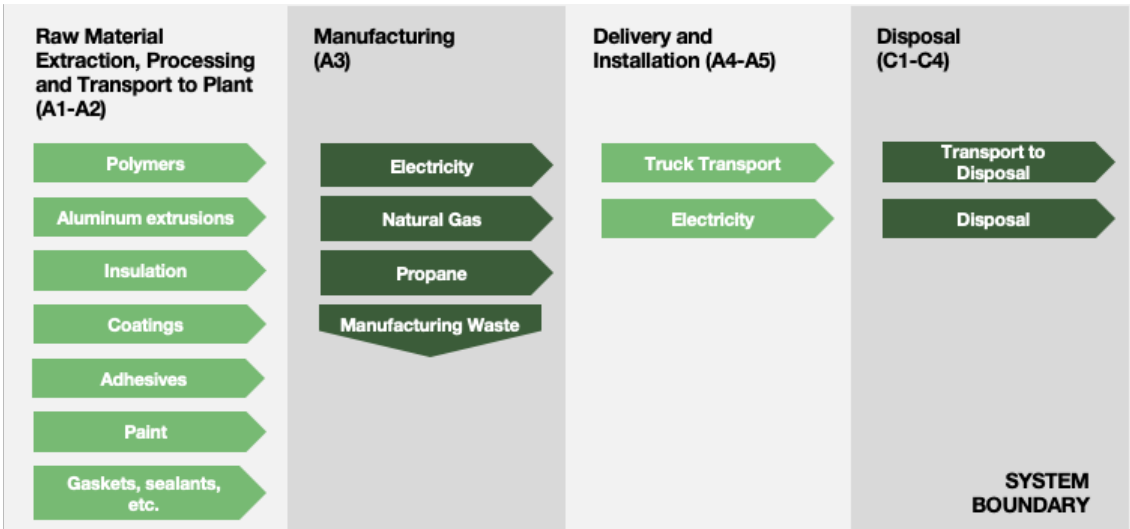 Raw Material
Extraction, Processing
and Transport to Plant
(A1-A2)
Polymers
Aluminum extrusions
Insulation
Coatings
Adhesives
Paint
Gaskets, sealants,
etc.
Manufacturing
(A3)
Electricity
Natural Gas
Propane
Manufacturing Waste
Delivery and
Installation (A4-A5)
Truck Transport
Electricity
Disposal
(C1-C4)
Transport to
Disposal
Disposal
SYSTEM
BOUNDARY